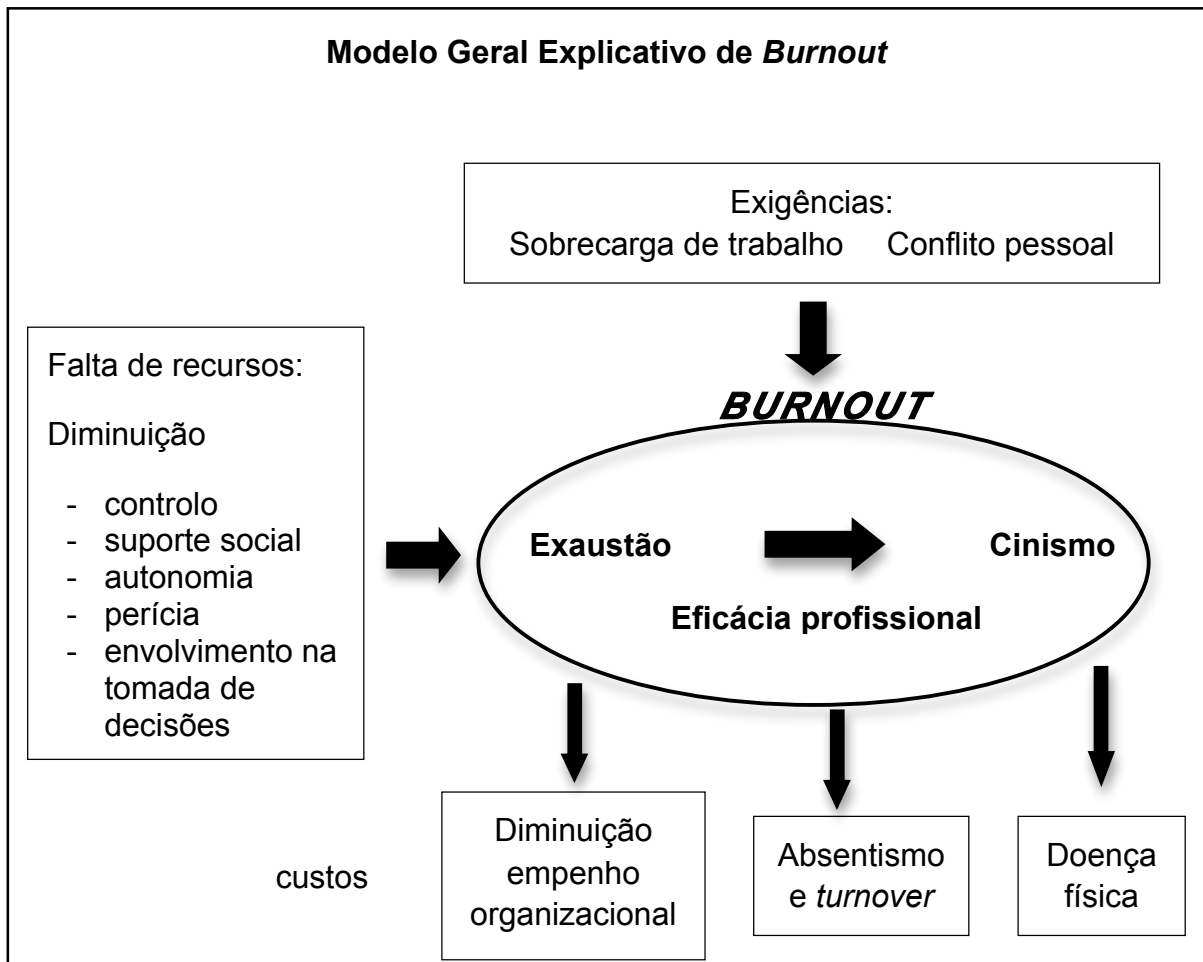 Modelo Geral Explicativo de Burnout
Exigências:
Sobrecarga de trabalho Conflito pessoal
Falta de recursos:
Diminuição
- controlo
- suporte social
- autonomia
- perícia
- envolvimento na
tomada de
decisões
BURNOUT
Exaustão
Cinismo
Eficácia profissional
custos
Diminuição
empenho
organizacional
Absentismo
e turnover
Doença
física